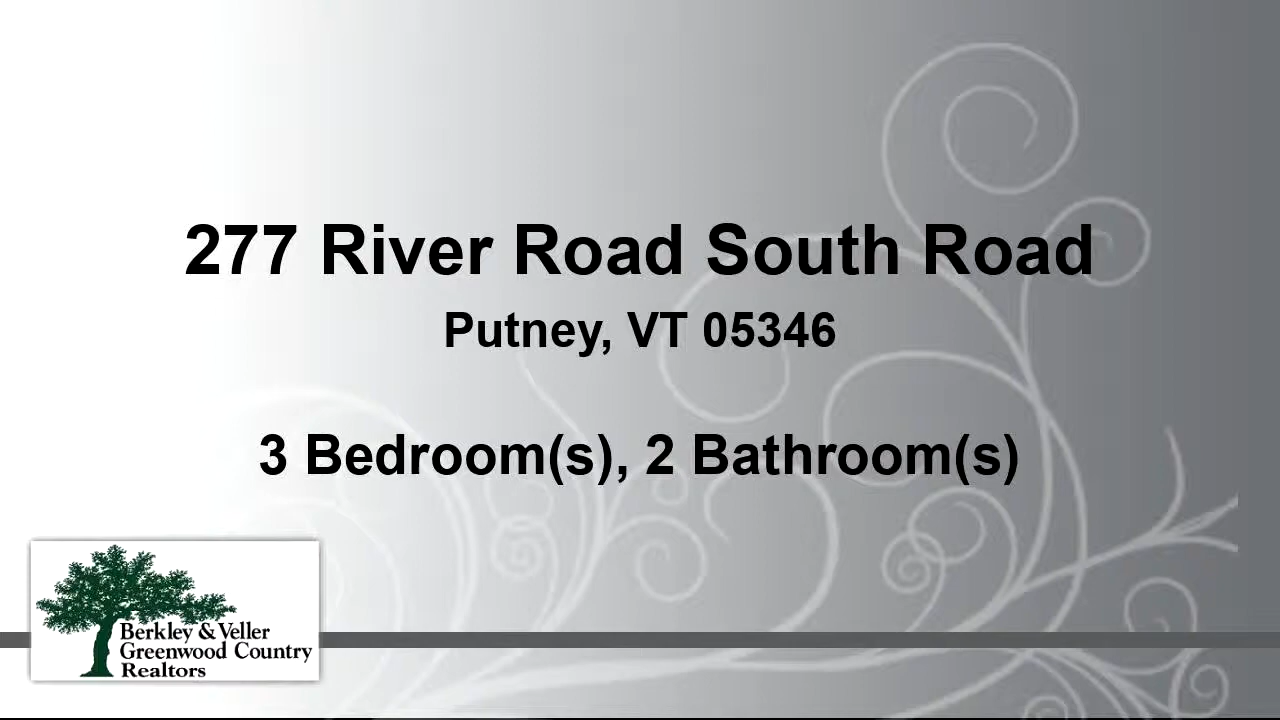 277 River Road South Road
Putney, VT 05346
3 Bedroom(s), 2 Bathroom(s)
Berkley & Veller
Greenwood Country
Realtors